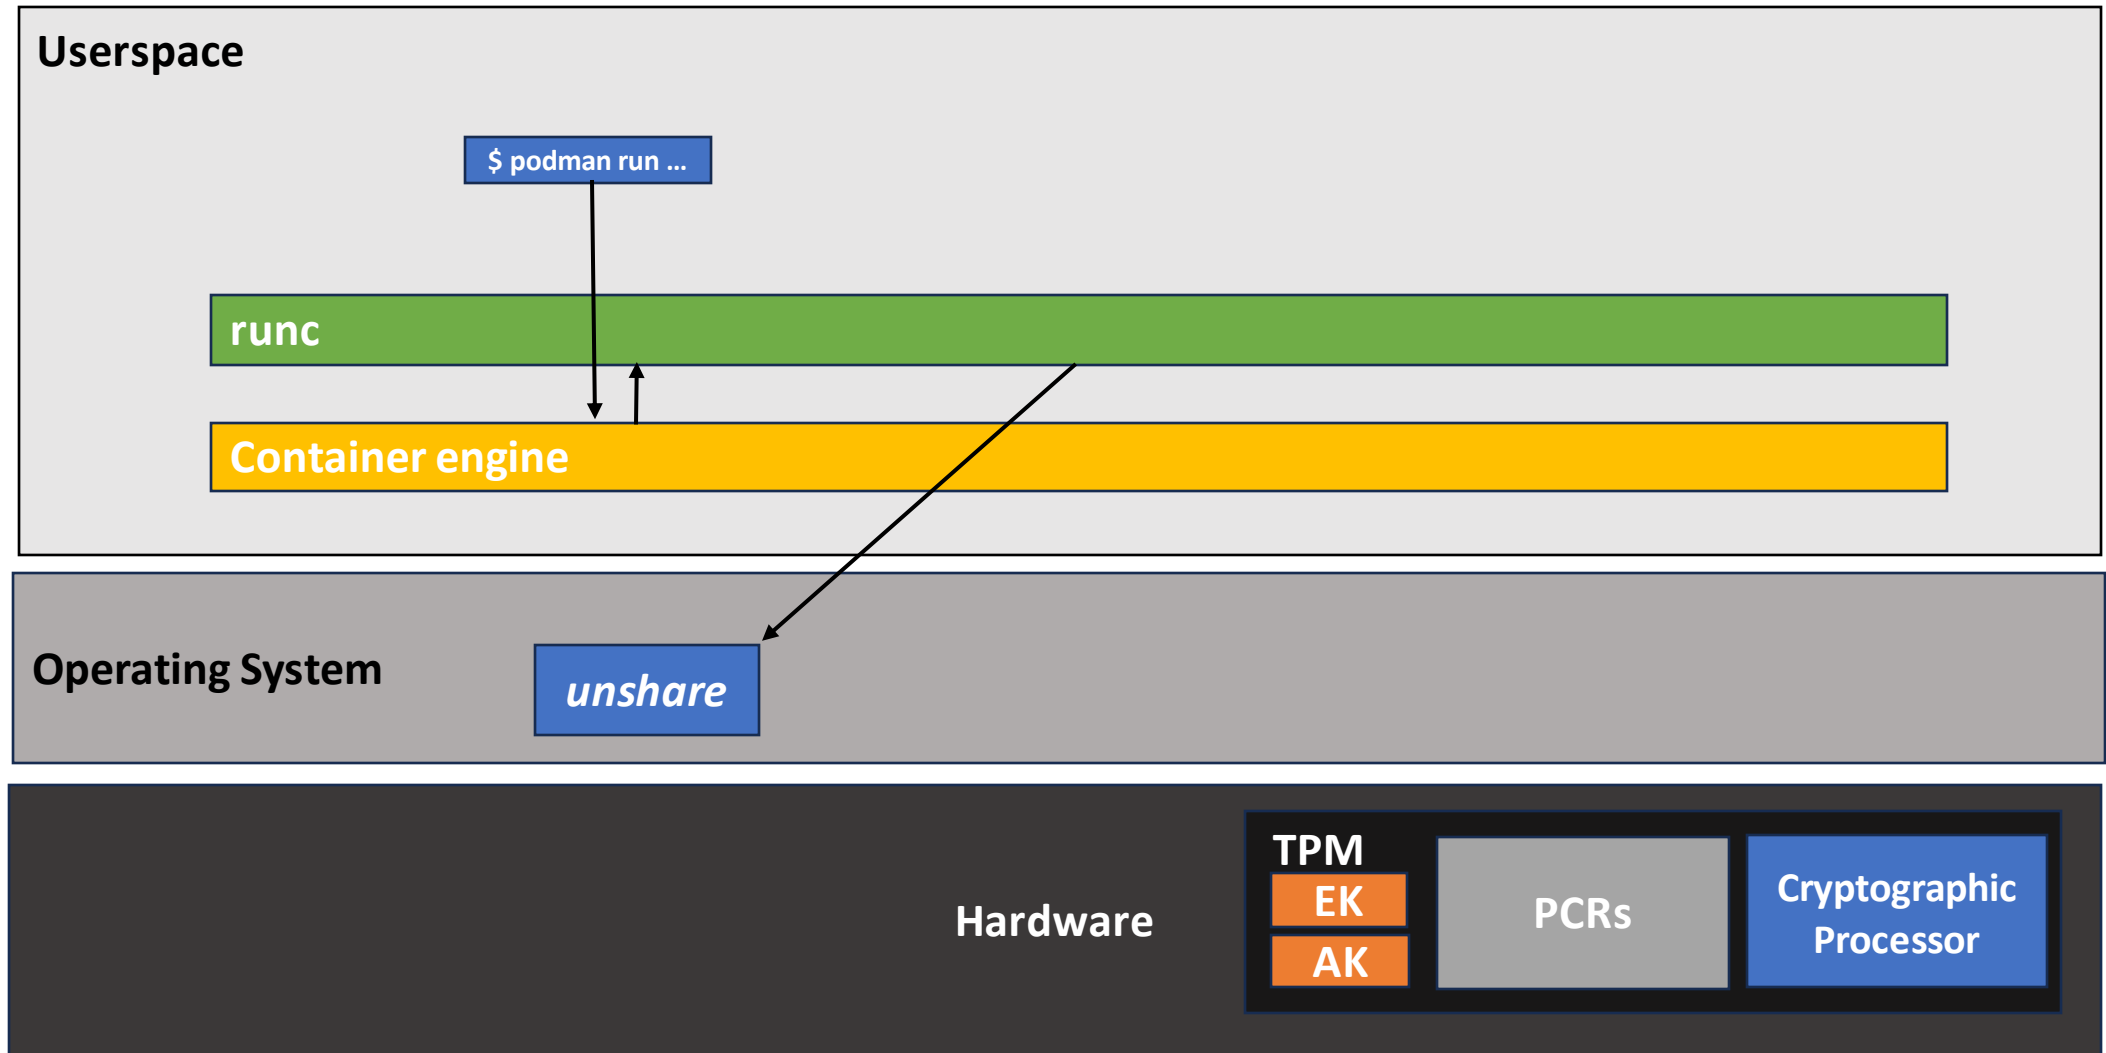 Userspace
$ podman run ...
runc
Container engine
Operating System
unshare
Hardware
TPM
EK
AK
PCRs
Cryptographic
Processor